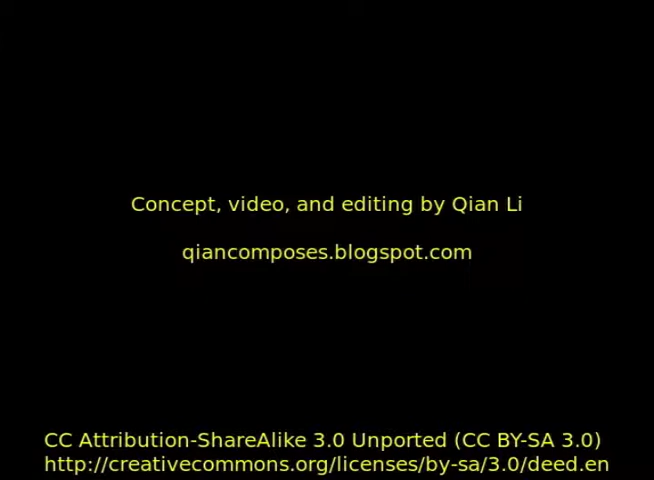 Concept, video, and editing by Qian Li
qiancomposes.blogspot.com
CC Attribution-ShareAlike 3.0 Unported (CC BY-SA 3.0)
http://creativecommons.org/licenses/by-sa/3.0/deed.en